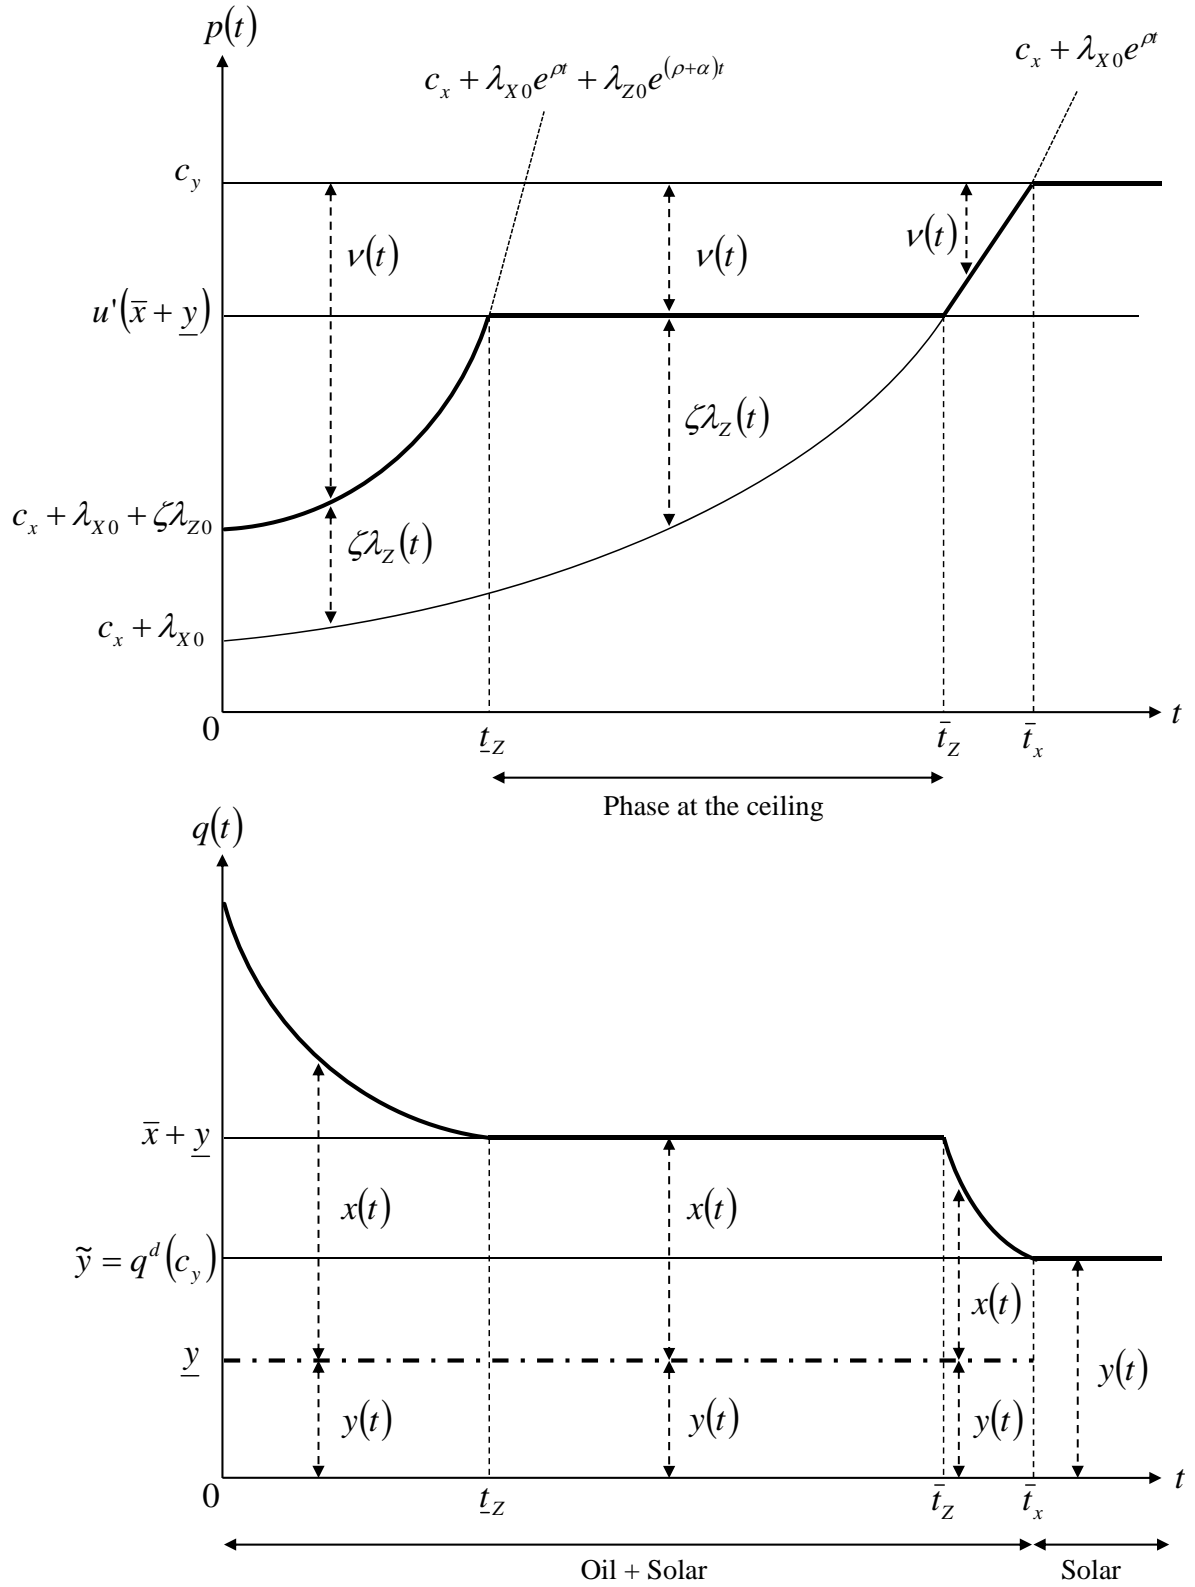 p(t)
c_x + λ_{X0}e^{ρt} + λ_{Z0}e^{(ρ+α)t}
c_x + λ_{X0}e^{ρt}
c_y
ν(t)
ν(t)
ν(t)
u'(x̄ + y̲)
ζλ_Z(t)
c_x + λ_{X0} + ζλ_{Z0}
ζλ_Z(t)
c_x + λ_{X0}
0
t̲_Z
t̄_Z
t̄_x
t
Phase at the ceiling
q(t)
x̄ + y̲
x(t)
x(t)
ỹ = q^d(c_y)
x(t)
y̲
y(t)
y(t)
y(t)
y(t)
0
t̲_Z
t̄_Z
t̄_x
t
Oil + Solar
Solar